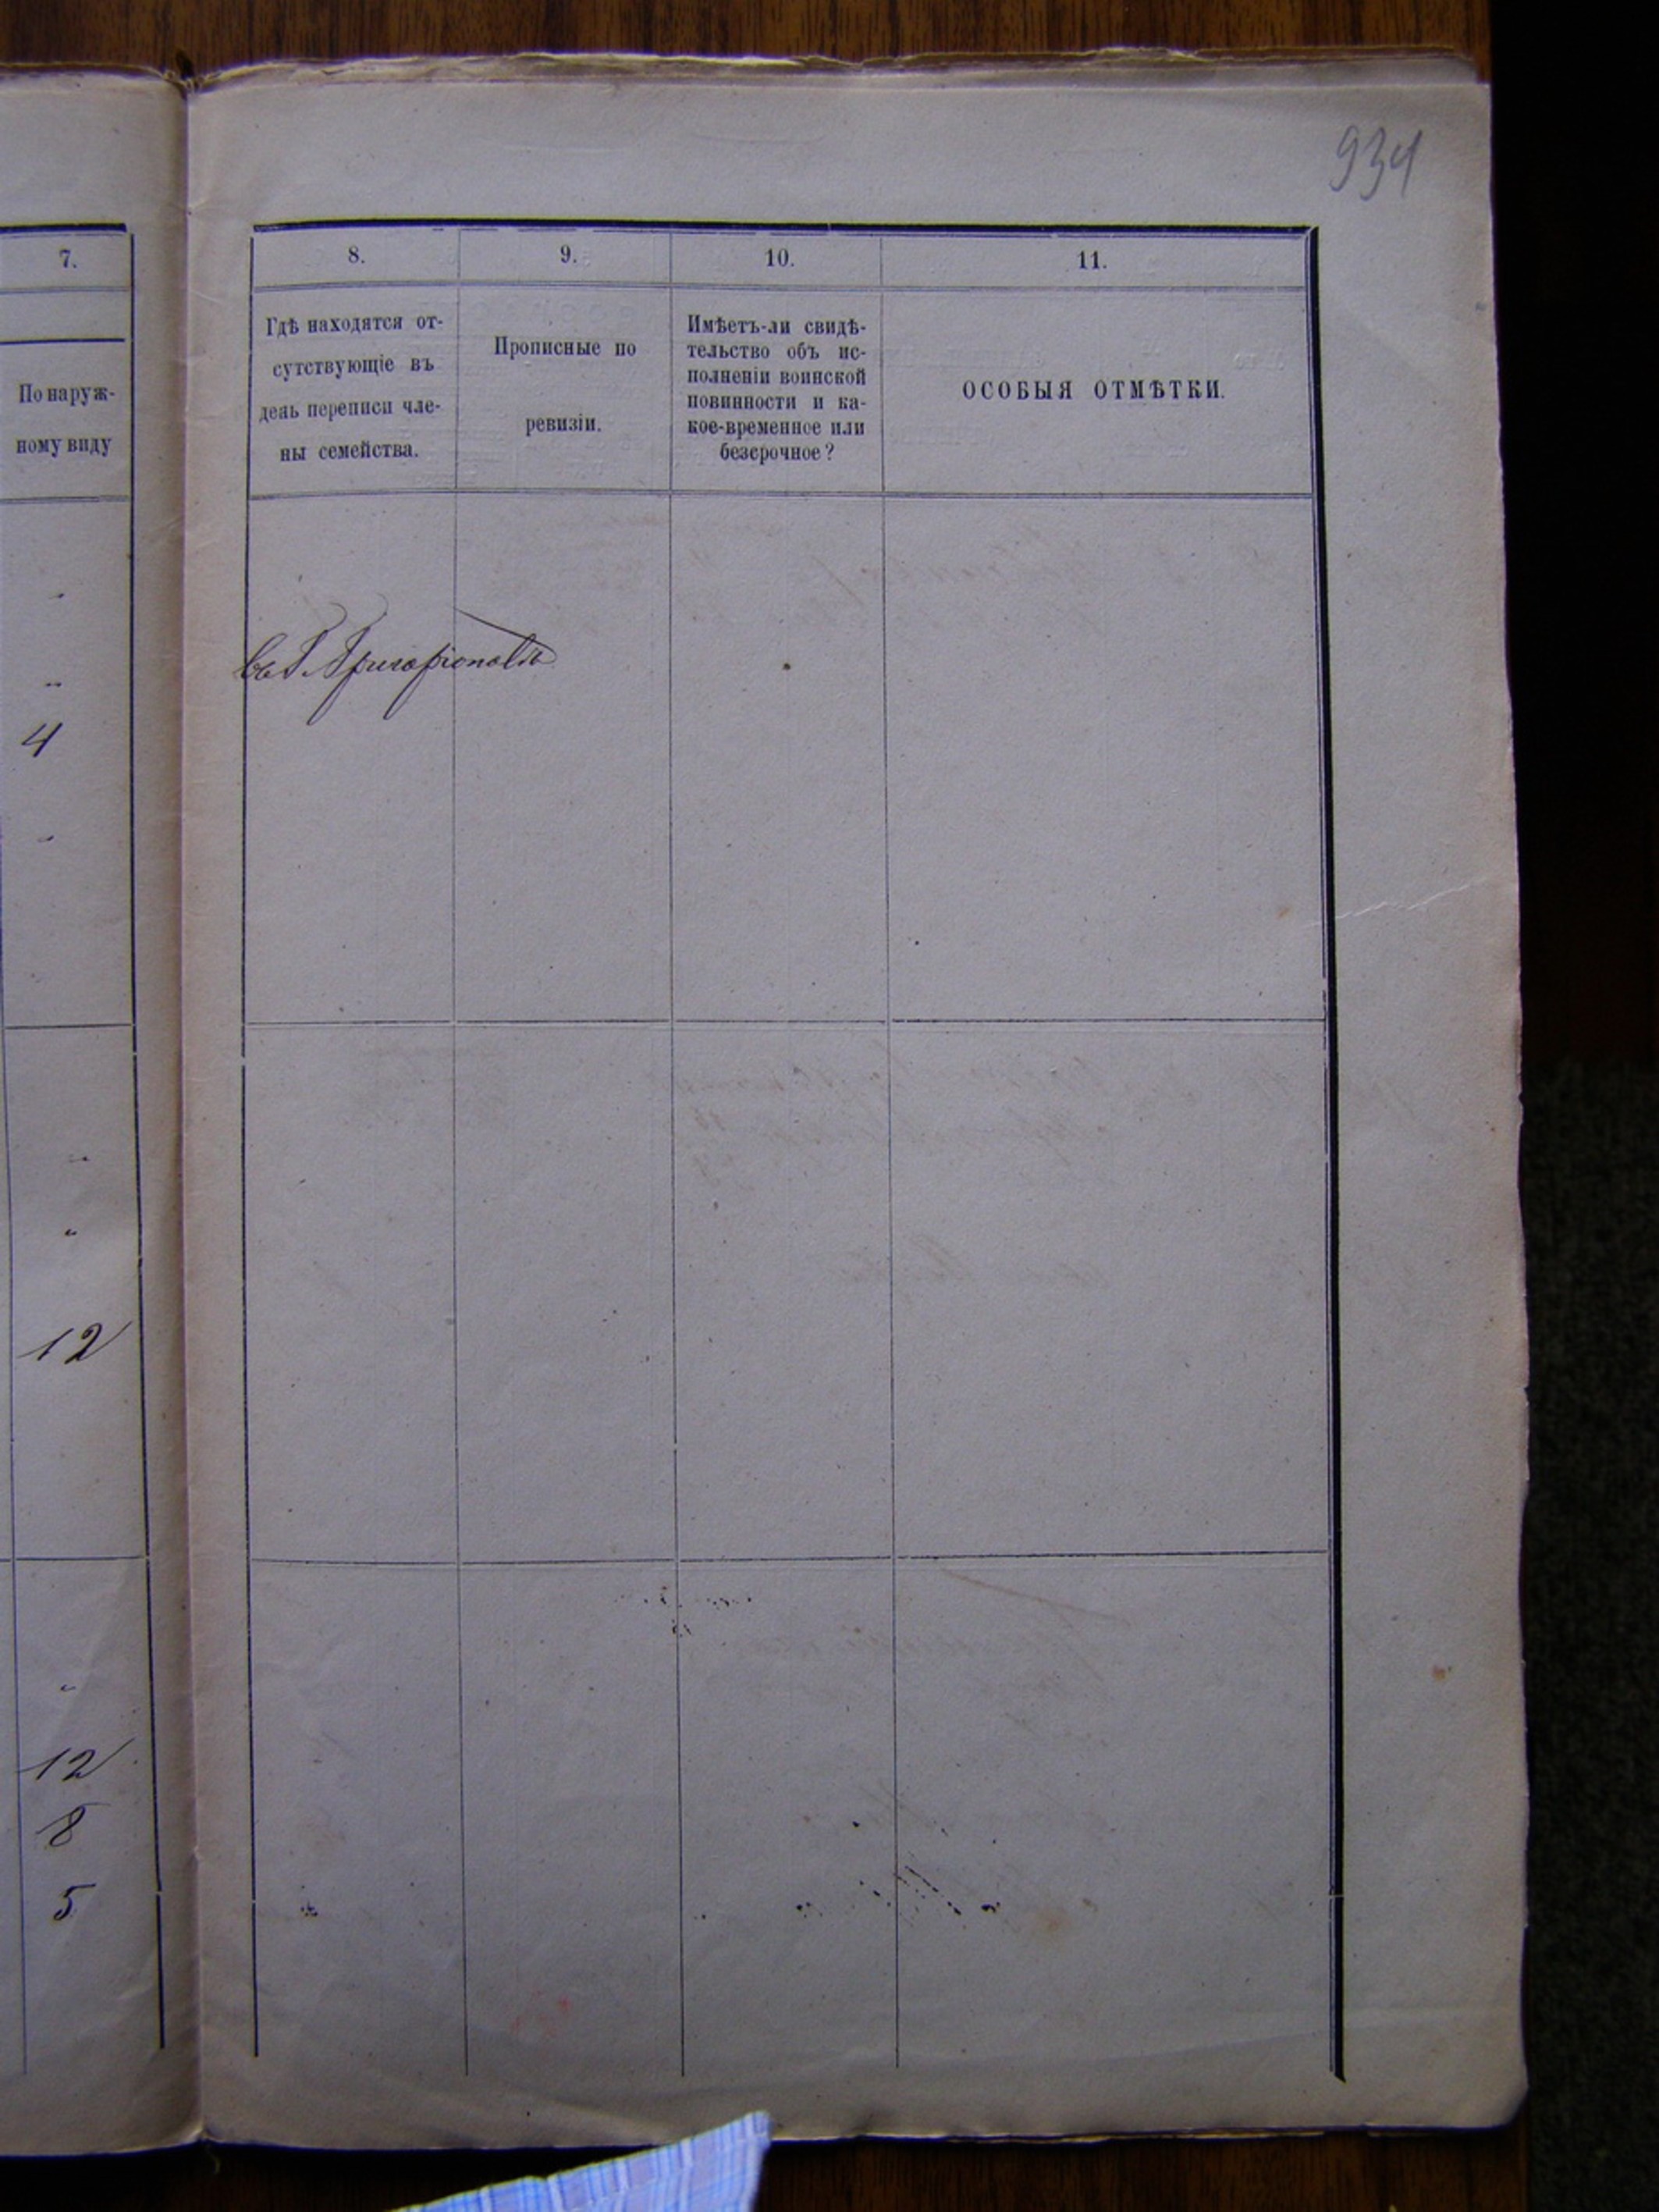 934
7.
По наруж-
ному виду
4
12
12
8
5
8.
9.
10.
11.
Гдѣ находятся от-
сутствующіе въ
день переписи чле-
ны семейства.
Прописные по
ревизіи.
Имѣетъ-ли свидѣ-
тельство объ ис-
полненіи воинской
повинности и ка-
кое-временное или
безсрочное?
ОСОБЫЯ ОТМѢТКИ.
въ Г. Григоріополѣ